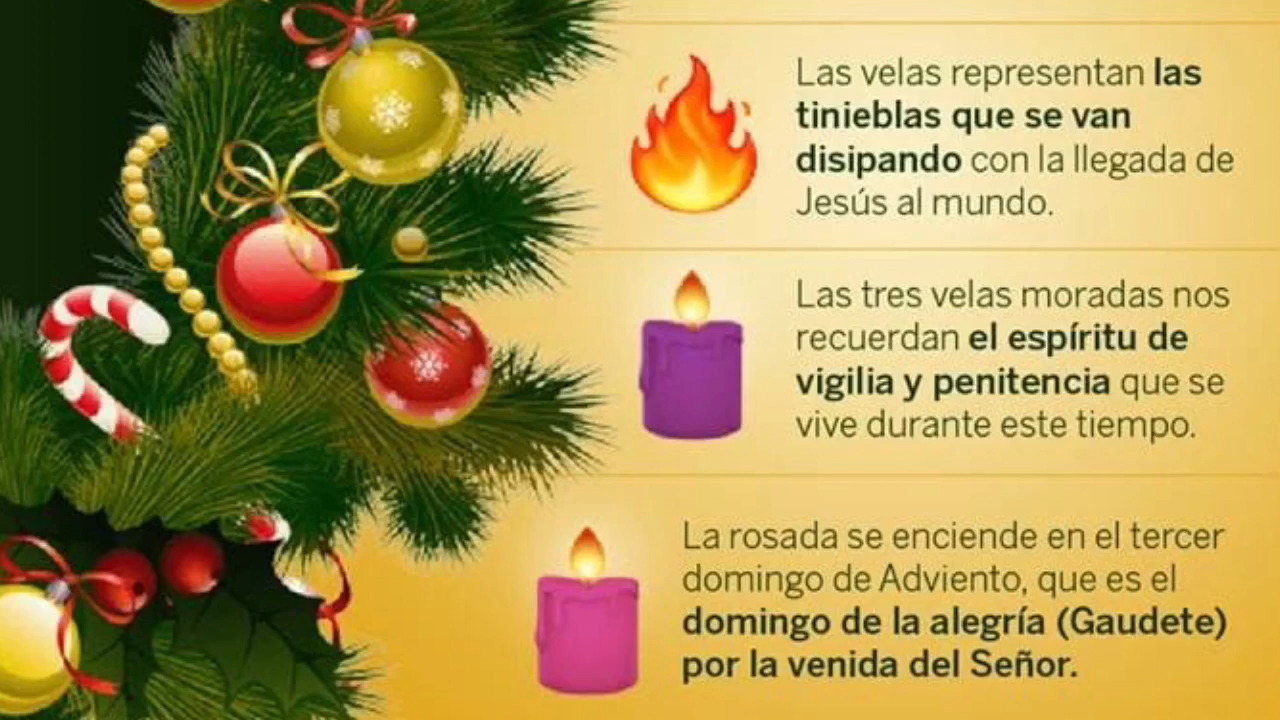 Las velas representan las
tinieblas que se van
disipando con la llegada de
Jesús al mundo.
Las tres velas moradas nos
recuerdan el espíritu de
vigilia y penitencia que se
vive durante este tiempo.
La rosada se enciende en el tercer
domingo de Adviento, que es el
domingo de la alegría (Gaudete)
por la venida del Señor.